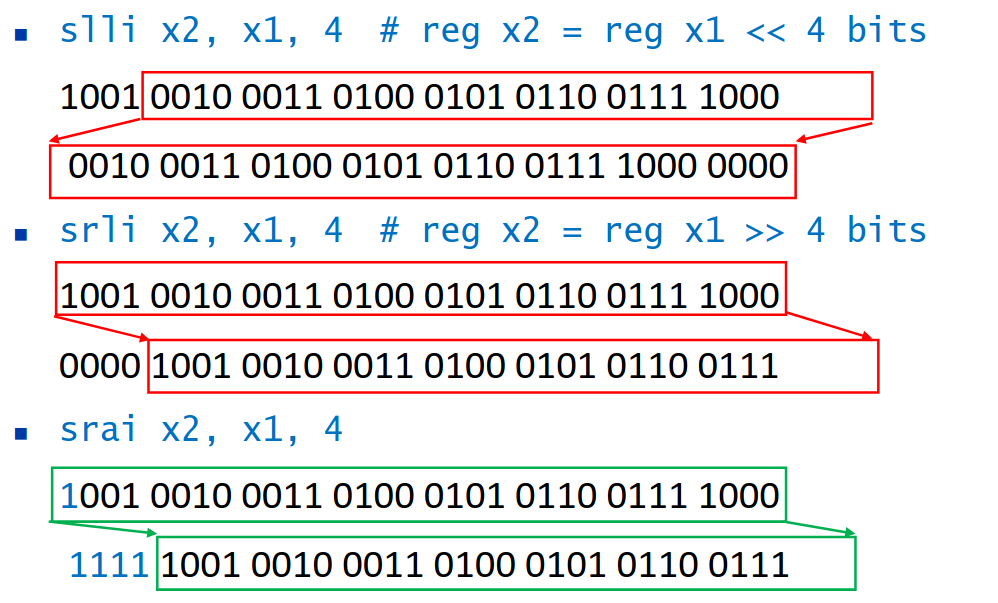 ▪ slli x2, x1, 4 # reg x2 = reg x1 << 4 bits
1001 0010 0011 0100 0101 0110 0111 1000
0010 0011 0100 0101 0110 0111 1000 0000
▪ srli x2, x1, 4 # reg x2 = reg x1 >> 4 bits
1001 0010 0011 0100 0101 0110 0111 1000
0000 1001 0010 0011 0100 0101 0110 0111
▪ srai x2, x1, 4
1001 0010 0011 0100 0101 0110 0111 1000
1111 1001 0010 0011 0100 0101 0110 0111